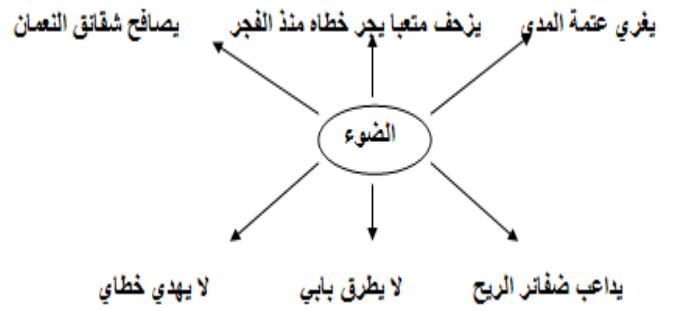 يغري عتمة المدى يزحف متعبا يجر خطاه منذ الفجر يصافح شقائق النعمان
الضوء
يداعب ضفائر الريح لا يطرق بابي لا يهدي خطاي